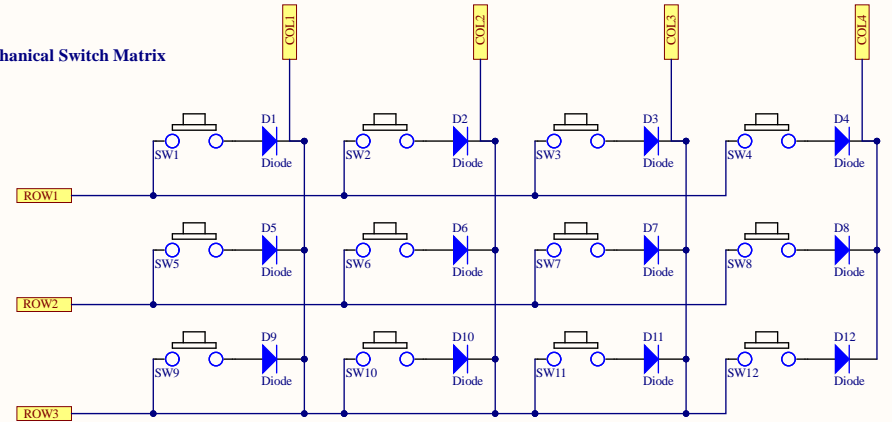 COL1 COL2 COL3 COL4
hanical Switch Matrix
D1 D2 D3 D4
SW1 Diode SW2 Diode SW3 Diode SW4 Diode
ROW1
D5 D6 D7 D8
SW5 Diode SW6 Diode SW7 Diode SW8 Diode
ROW2
D9 D10 D11 D12
SW9 Diode SW10 Diode SW11 Diode SW12 Diode
ROW3